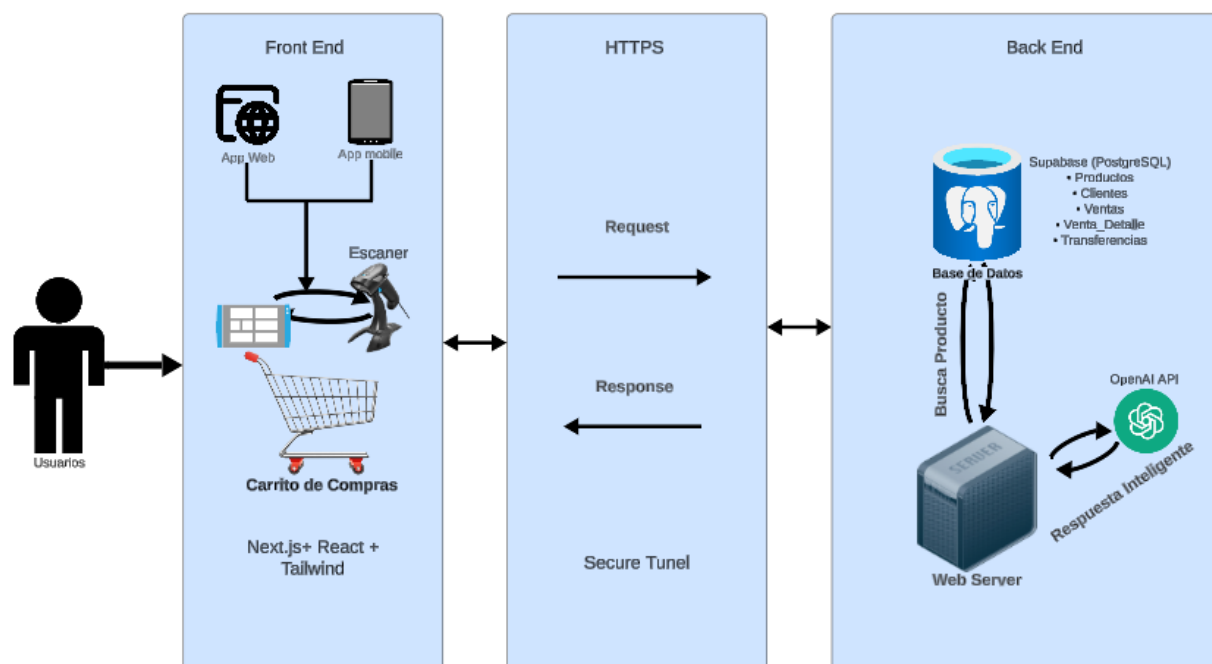 Front End
App Web
App mobile
Escaner
Usuarios
Carrito de Compras
Next.js+ React +
Tailwind
HTTPS
Request
Response
Secure Tunel
Back End
Supabase (PostgreSQL)
• Productos
• Clientes
• Ventas
• Venta_Detalle
• Transferencias
Base de Datos
Busca Producto
OpenAI API
SERVER
Respuesta Inteligente
Web Server